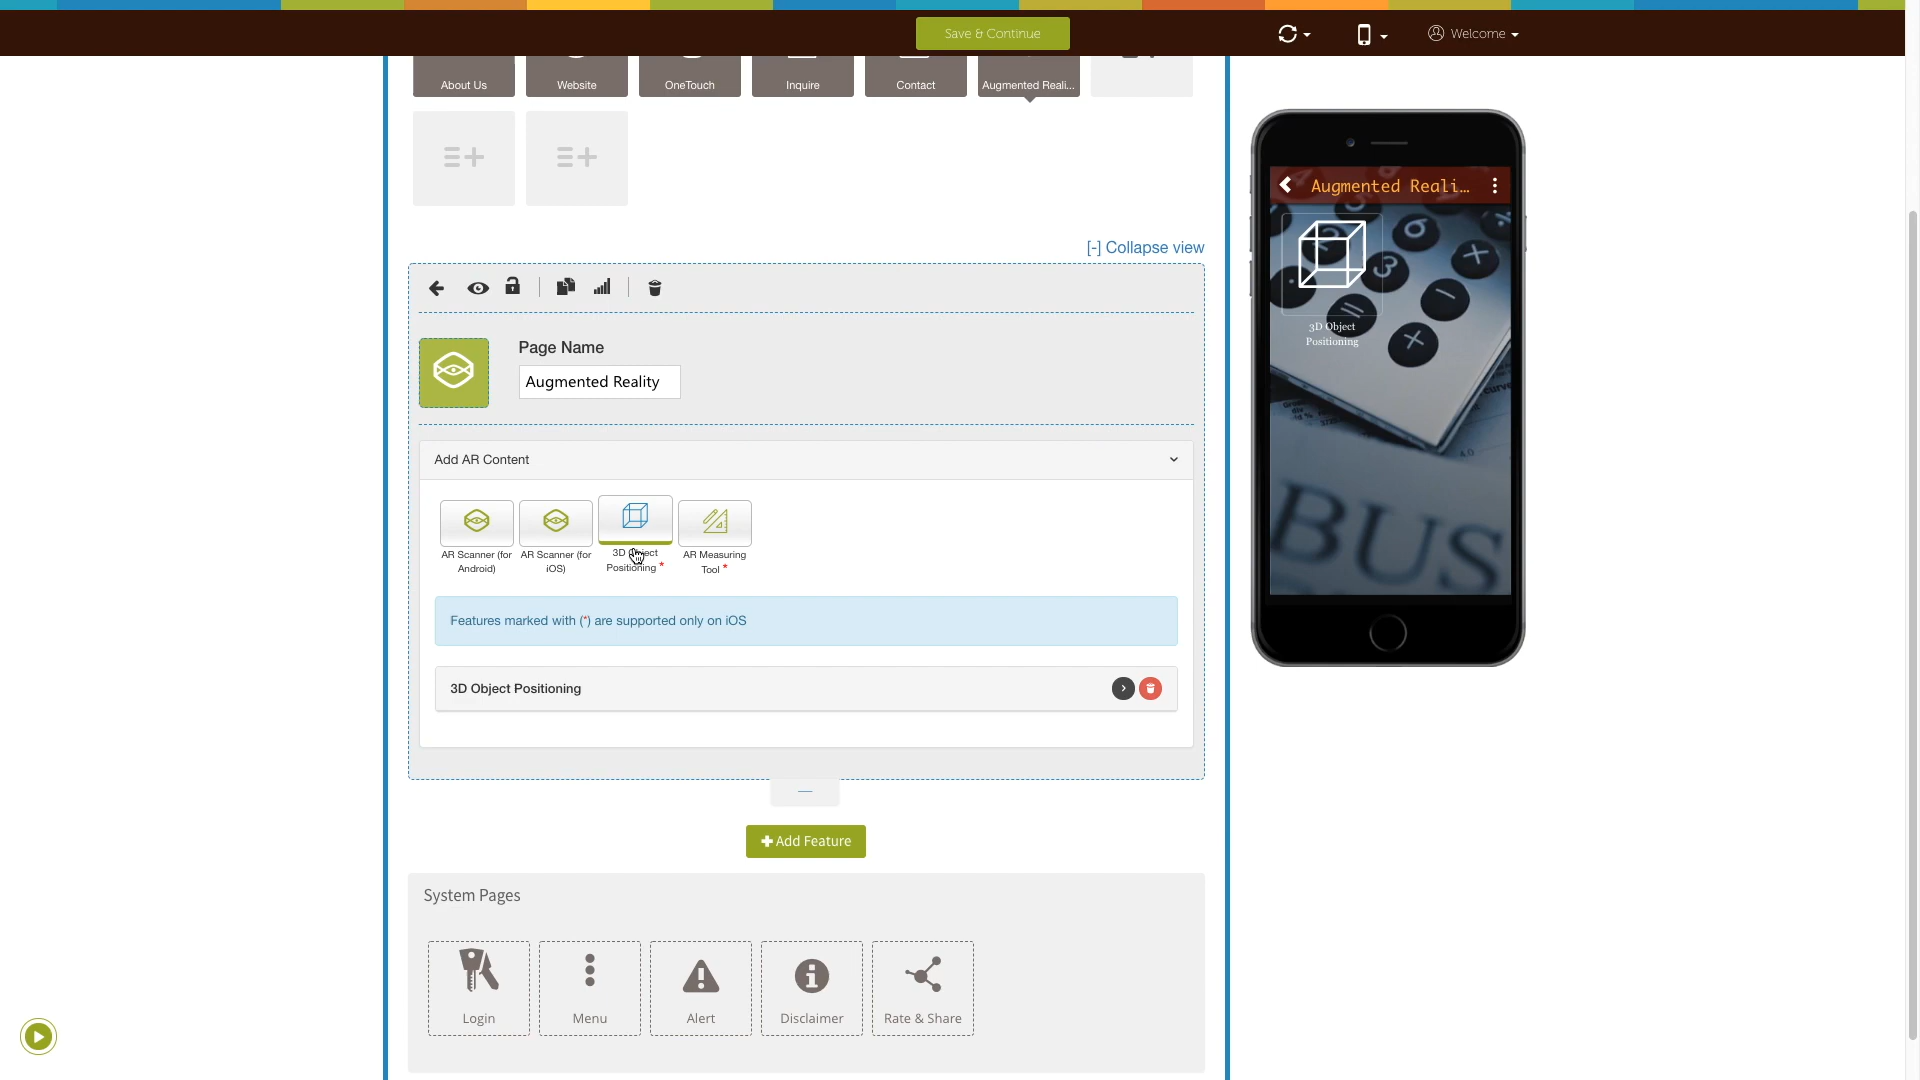 Save & Continue
Welcome
About Us
Website
OneTouch
Inquire
Contact
Augmented Reali...
[-] Collapse view
Page Name
Augmented Reality
Add AR Content
AR Scanner (for
Android)
AR Scanner (for
iOS)
3D Object
Positioning *
AR Measuring
Tool *
Features marked with (*) are supported only on iOS
3D Object Positioning
Add Feature
System Pages
Login
Menu
Alert
Disclaimer
Rate & Share
Augmented Reali...
3D Object
Positioning
BUS